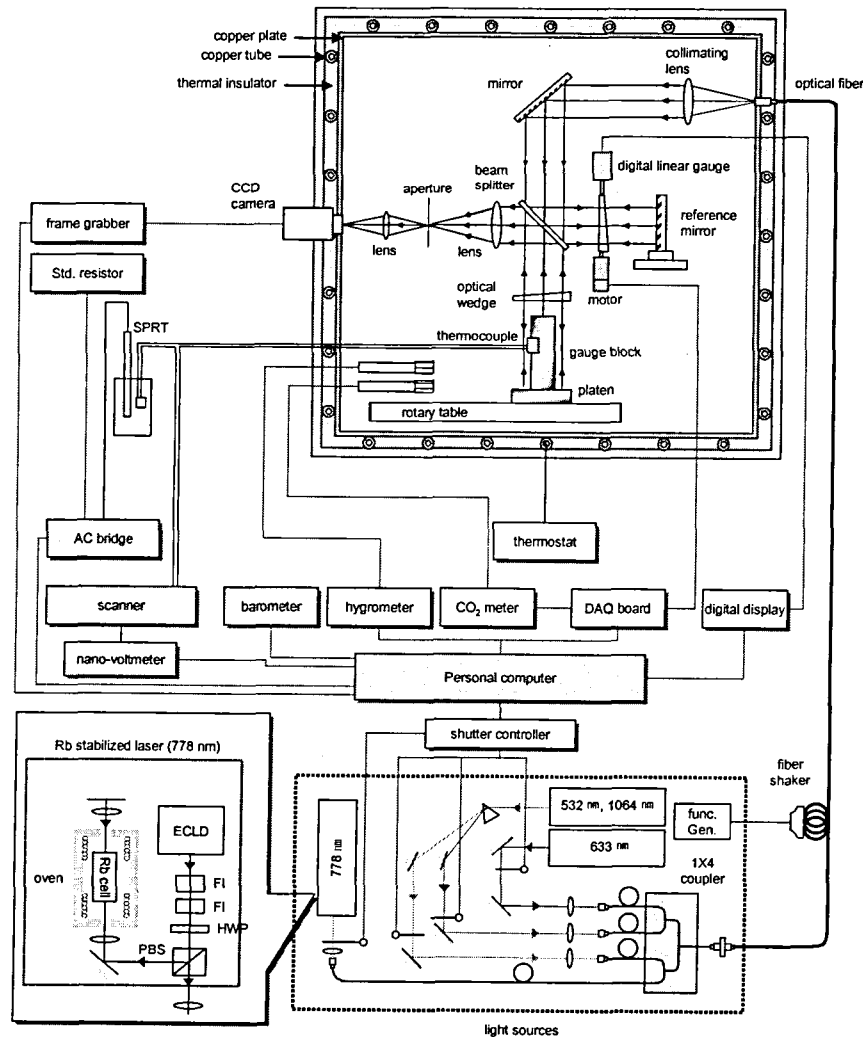 copper plate
copper tube
thermal insulator
mirror
collimating
lens
optical fiber
digital linear gauge
beam
splitter
aperture
CCD
camera
frame grabber
reference
mirror
lens
lens
Std. resistor
optical
wedge
motor
SPRT
thermocouple
gauge block
platen
rotary table
AC bridge
thermostat
scanner
barometer
hygrometer
CO2 meter
DAQ board
digital display
nano-voltmeter
Personal computer
shutter controller
Rb stabilized laser (778 nm)
fiber
shaker
532 nm, 1064 nm
func.
Gen.
ECLD
778 nm
633 nm
1X4
coupler
oven
Rb cell
FI
FI
HWP
PBS
light sources